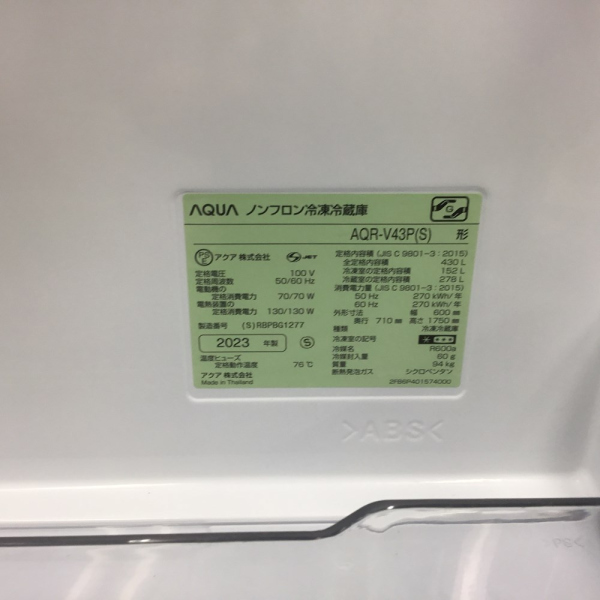 AQUA ノンフロン冷凍冷蔵庫
G
AQR-V43P(S) 形
PS E アクア 株式会社 JET
定格電圧 100 V
定格周波数 50/60 Hz
電動機の
定格消費電力 70/70 W
電熱装置の
定格消費電力 130/130 W
製造番号 (S)RBPBG1277
2023 年製 S
温度ヒューズ
定格動作温度 76 ℃
アクア 株式会社
Made in Thailand
定格内容積 (JIS C 9801-3 : 2015)
全定格内容積 430 L
冷凍室の定格内容積 152 L
冷蔵室の定格内容積 278 L
消費電力量 (JIS C 9801-3 : 2015)
50 Hz 270 kWh/年
60 Hz 270 kWh/年
外形寸法 幅 600 mm
奥行 710 mm 高さ 1750 mm
種類 冷凍冷蔵庫
冷凍室の記号
冷媒名 R600a
冷媒封入量 60 g
質量 94 kg
断熱発泡ガス シクロペンタン
2FB6P401574000
>ABS<